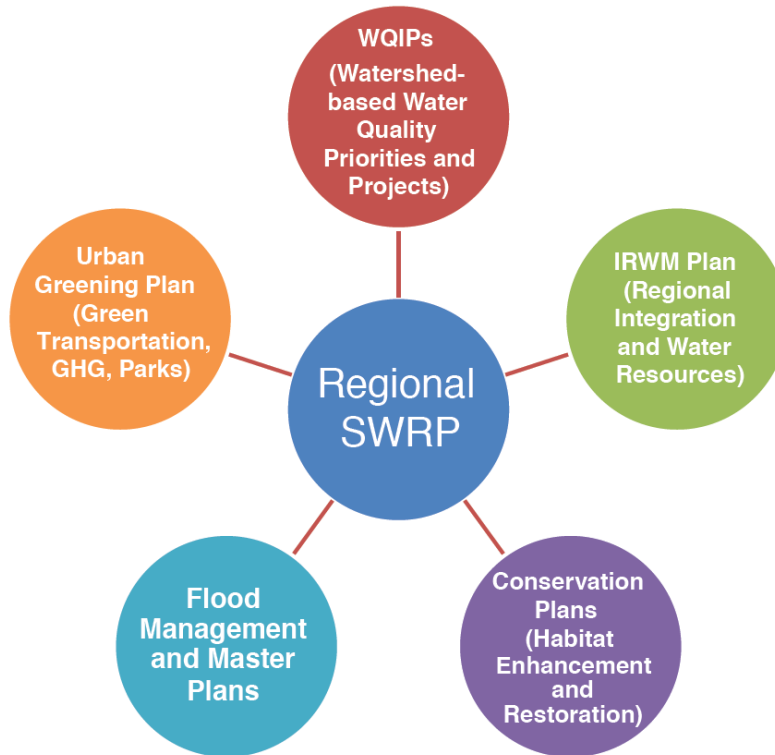 WQIPs
(Watershed-
based Water
Quality
Priorities and
Projects)
Urban
Greening Plan
(Green
Transportation,
GHG, Parks)
IRWM Plan
(Regional
Integration
and Water
Resources)
Regional
SWRP
Flood
Management
and Master
Plans
Conservation
Plans
(Habitat
Enhancement
and
Restoration)